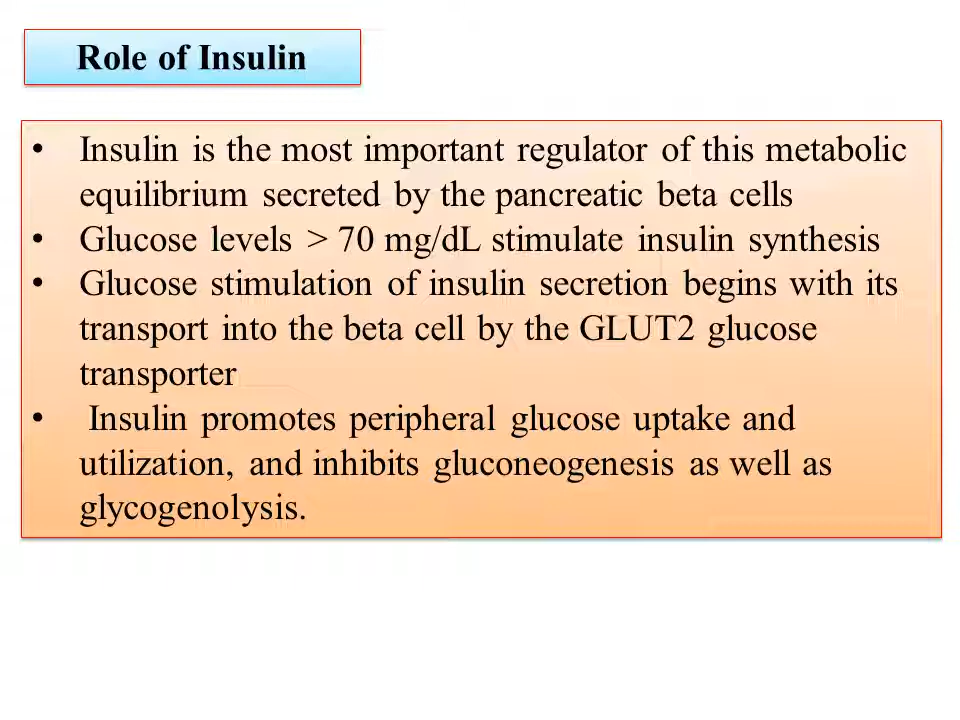 Role of Insulin
• Insulin is the most important regulator of this metabolic
equilibrium secreted by the pancreatic beta cells
• Glucose levels > 70 mg/dL stimulate insulin synthesis
• Glucose stimulation of insulin secretion begins with its
transport into the beta cell by the GLUT2 glucose
transporter
• Insulin promotes peripheral glucose uptake and
utilization, and inhibits gluconeogenesis as well as
glycogenolysis.